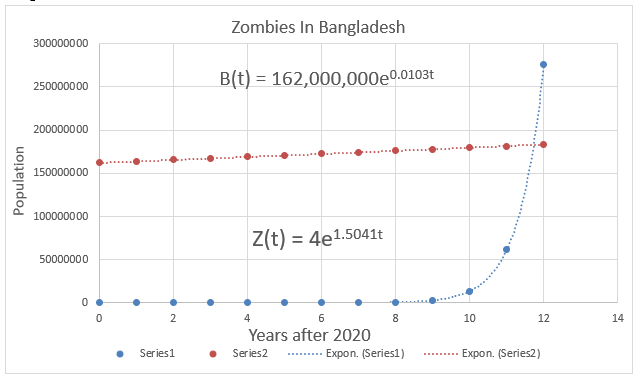 Zombies In Bangladesh
300000000
B(t) = 162,000,000e^0.0103t
250000000
200000000
150000000
Population
100000000
Z(t) = 4e^1.5041t
50000000
0
0 2 4 6 8 10 12 14
Years after 2020
Series1 Series2 Expon. (Series1) Expon. (Series2)